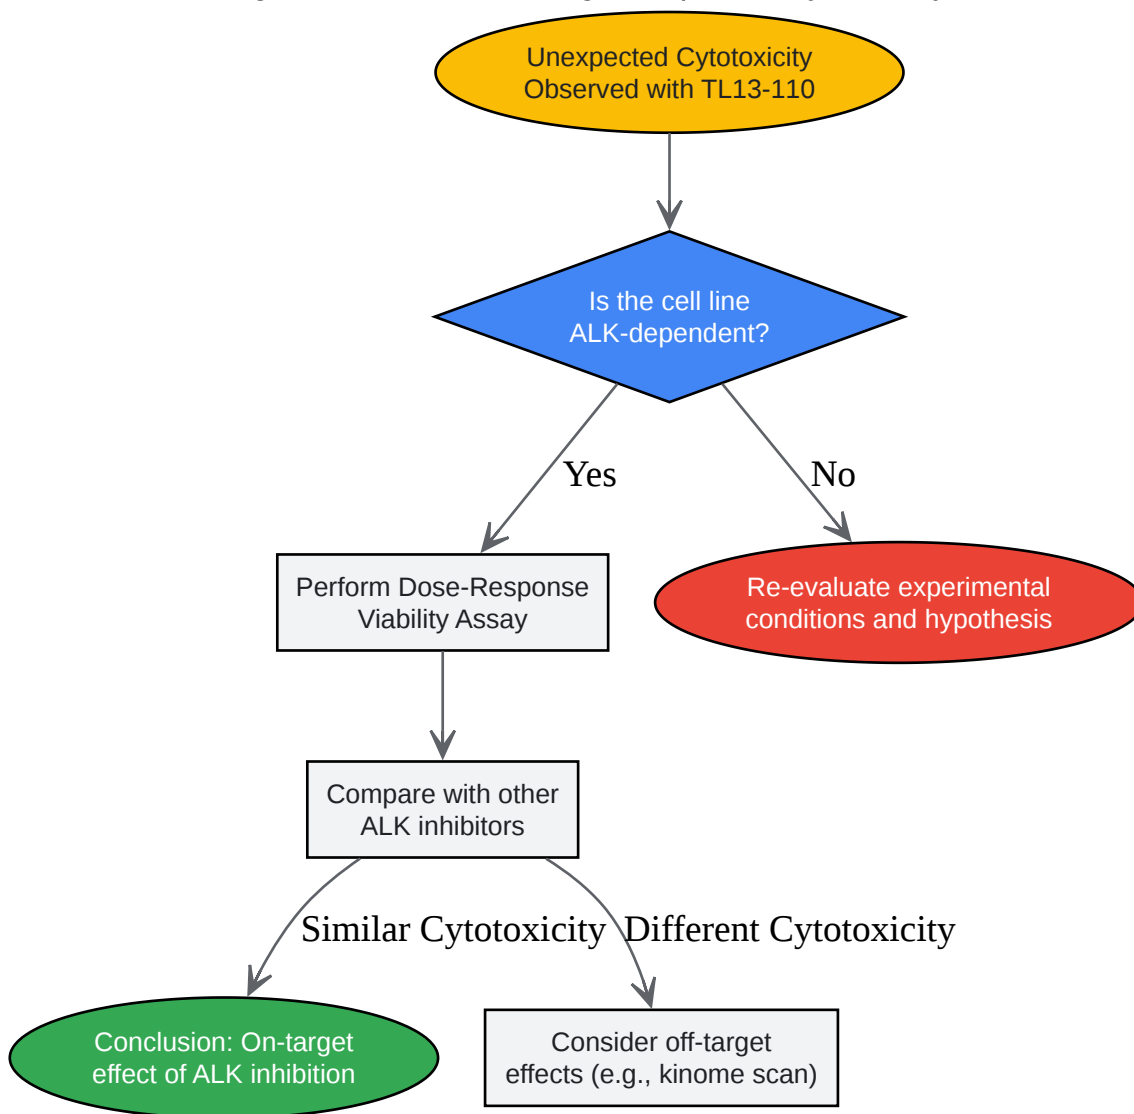 Unexpected Cytotoxicity
Observed with TL13-110
Is the cell line
ALK-dependent?
Yes
No
Perform Dose-Response
Viability Assay
Re-evaluate experimental
conditions and hypothesis
Compare with other
ALK inhibitors
Similar Cytotoxicity
Different Cytotoxicity
Conclusion: On-target
effect of ALK inhibition
Consider off-target
effects (e.g., kinome scan)